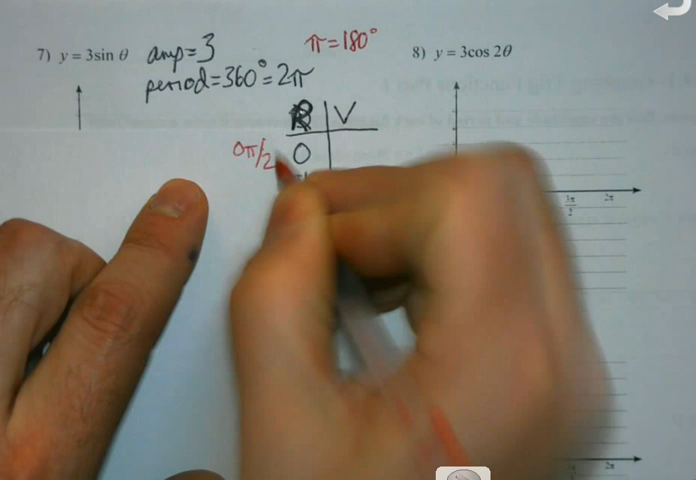 7) y = 3sin θ amp=3
period=360°=2π
π=180°
8) y = 3cos 2θ
R V
0π/2 0
3π/2 2π
2π